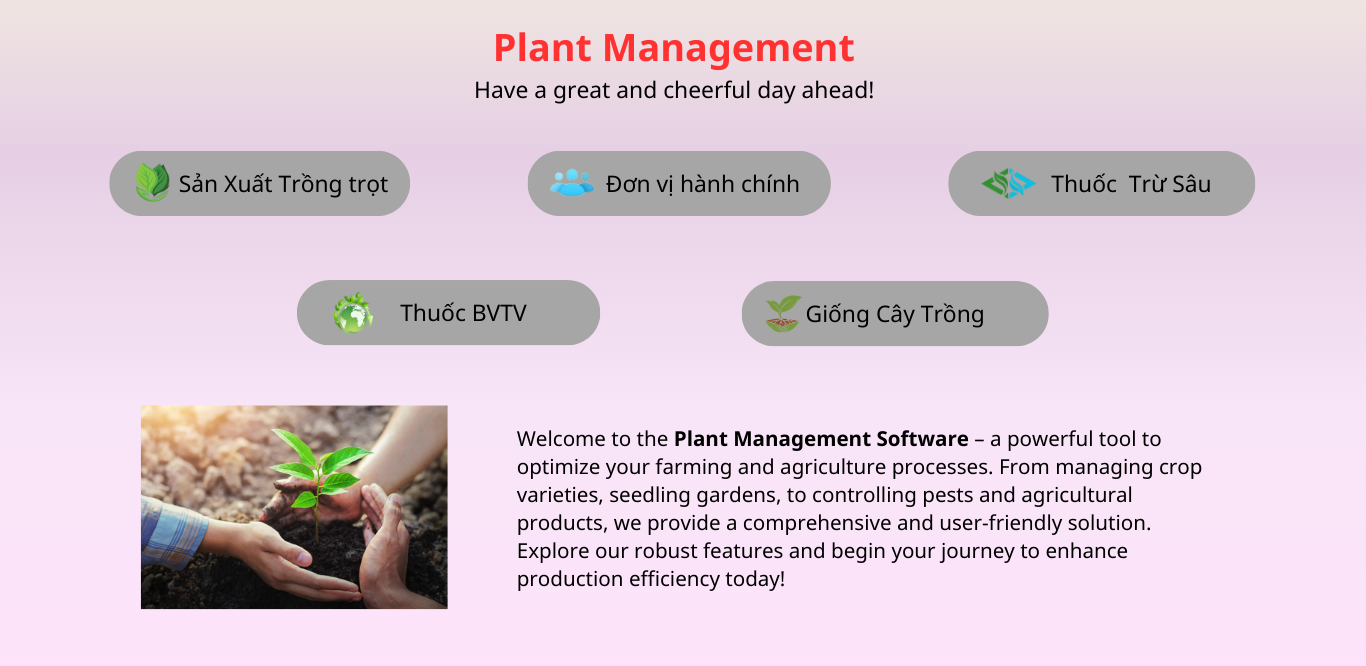 Plant Management
Have a great and cheerful day ahead!
Sản Xuất Trồng trọt
Đơn vị hành chính
Thuốc  Trừ Sâu
Thuốc BVTV
Giống Cây Trồng
Welcome to the Plant Management Software – a powerful tool to
optimize your farming and agriculture processes. From managing crop
varieties, seedling gardens, to controlling pests and agricultural
products, we provide a comprehensive and user-friendly solution.
Explore our robust features and begin your journey to enhance
production efficiency today!